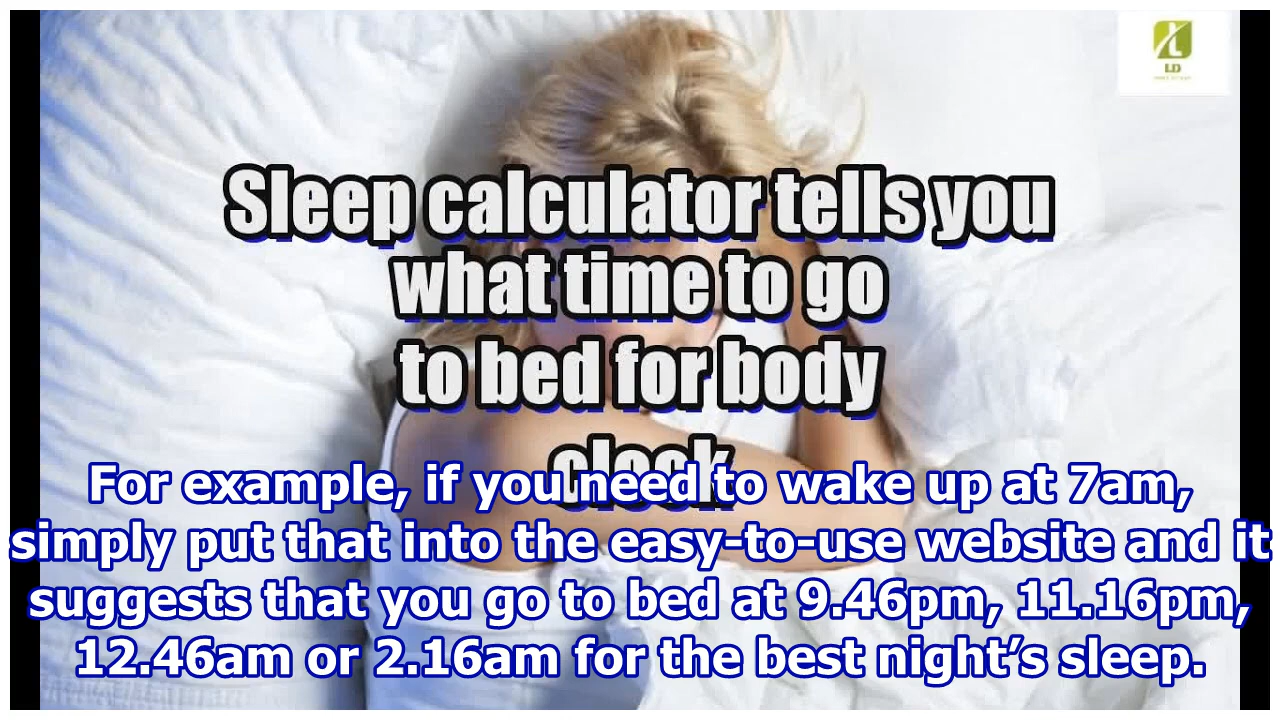 LD
Sleep calculator tells you
what time to go
to bed for body
clock
For example, if you need to wake up at 7am,
simply put that into the easy-to-use website and it
suggests that you go to bed at 9.46pm, 11.16pm,
12.46am or 2.16am for the best night’s sleep.